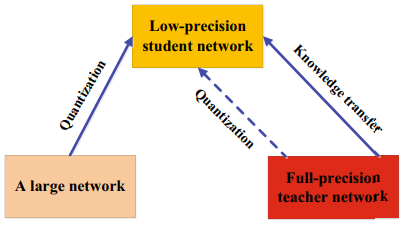 Low-precision
student network
Quantization
Quantization
Knowledge transfer
A large network
Full-precision
teacher network